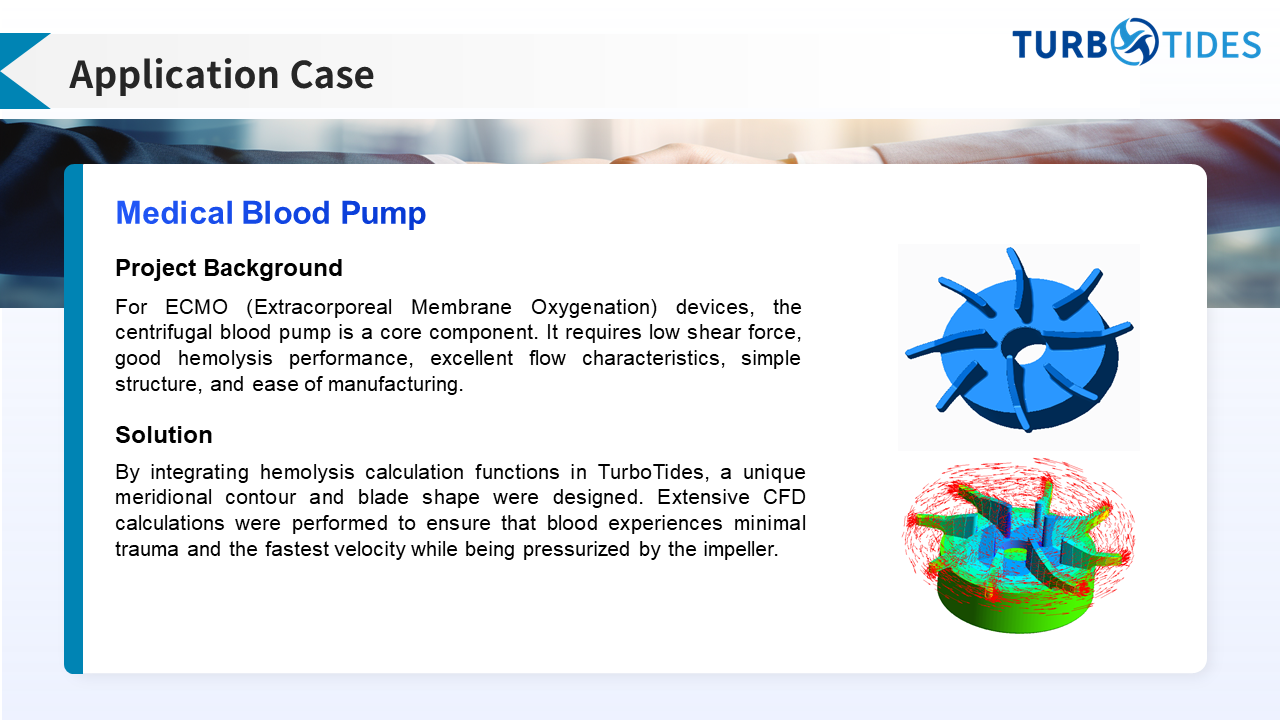 TURBOTIDES
Application Case
Medical Blood Pump
Project Background
For ECMO (Extracorporeal Membrane Oxygenation) devices, the
centrifugal blood pump is a core component. It requires low shear force,
good hemolysis performance, excellent flow characteristics, simple
structure, and ease of manufacturing.
Solution
By integrating hemolysis calculation functions in TurboTides, a unique
meridional contour and blade shape were designed. Extensive CFD
calculations were performed to ensure that blood experiences minimal
trauma and the fastest velocity while being pressurized by the impeller.